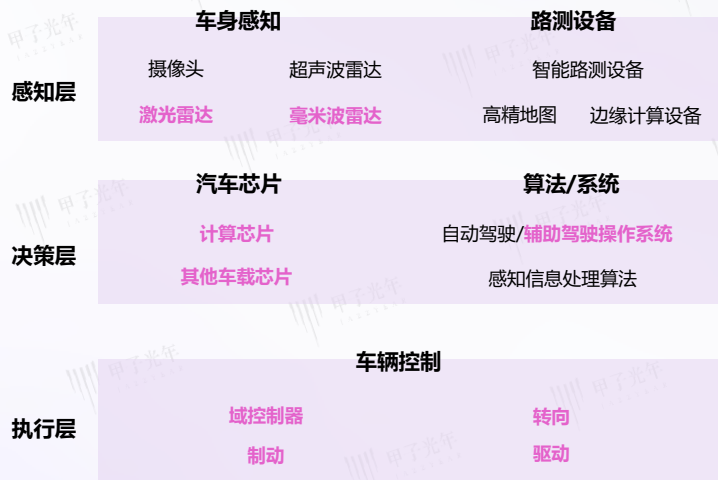 车身感知 路测设备
感知层
摄像头 超声波雷达 智能路测设备
激光雷达 毫米波雷达 高精地图 边缘计算设备
汽车芯片 算法/系统
决策层
计算芯片 自动驾驶/辅助驾驶操作系统
其他车载芯片 感知信息处理算法
车辆控制
执行层
域控制器 转向
制动 驱动
甲子光年